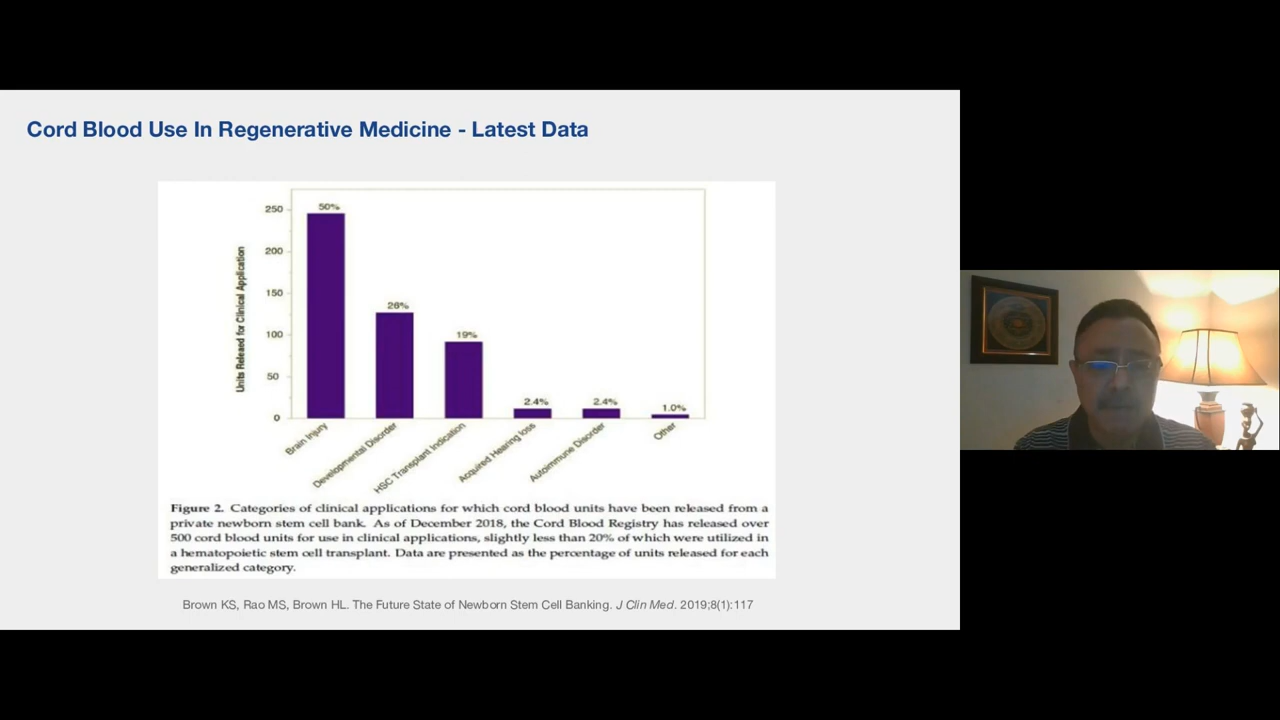 Cord Blood Use In Regenerative Medicine - Latest Data
Units Releaed for Clinical Application
250
200
150
100
50
0
50%
26%
19%
2.4%
2.4%
1.0%
Brain Injury
Developmental Disorder
HSC Transplant Indication
Acquired Hearing loss
Autoimmune Disorder
Other
Figure 2. Categories of clinical applications for which cord blood units have been released from a
private newborn stem cell bank. As of December 2018, the Cord Blood Registry has released over
500 cord blood units for use in clinical applications, slightly less than 20% of which were utilized in
a hematopoietic stem cell transplant. Data are presented as the percentage of units released for each
generalized category.
Brown KS, Rao MS, Brown HL. The Future State of Newborn Stem Cell Banking. J Clin Med. 2019;8(1):117